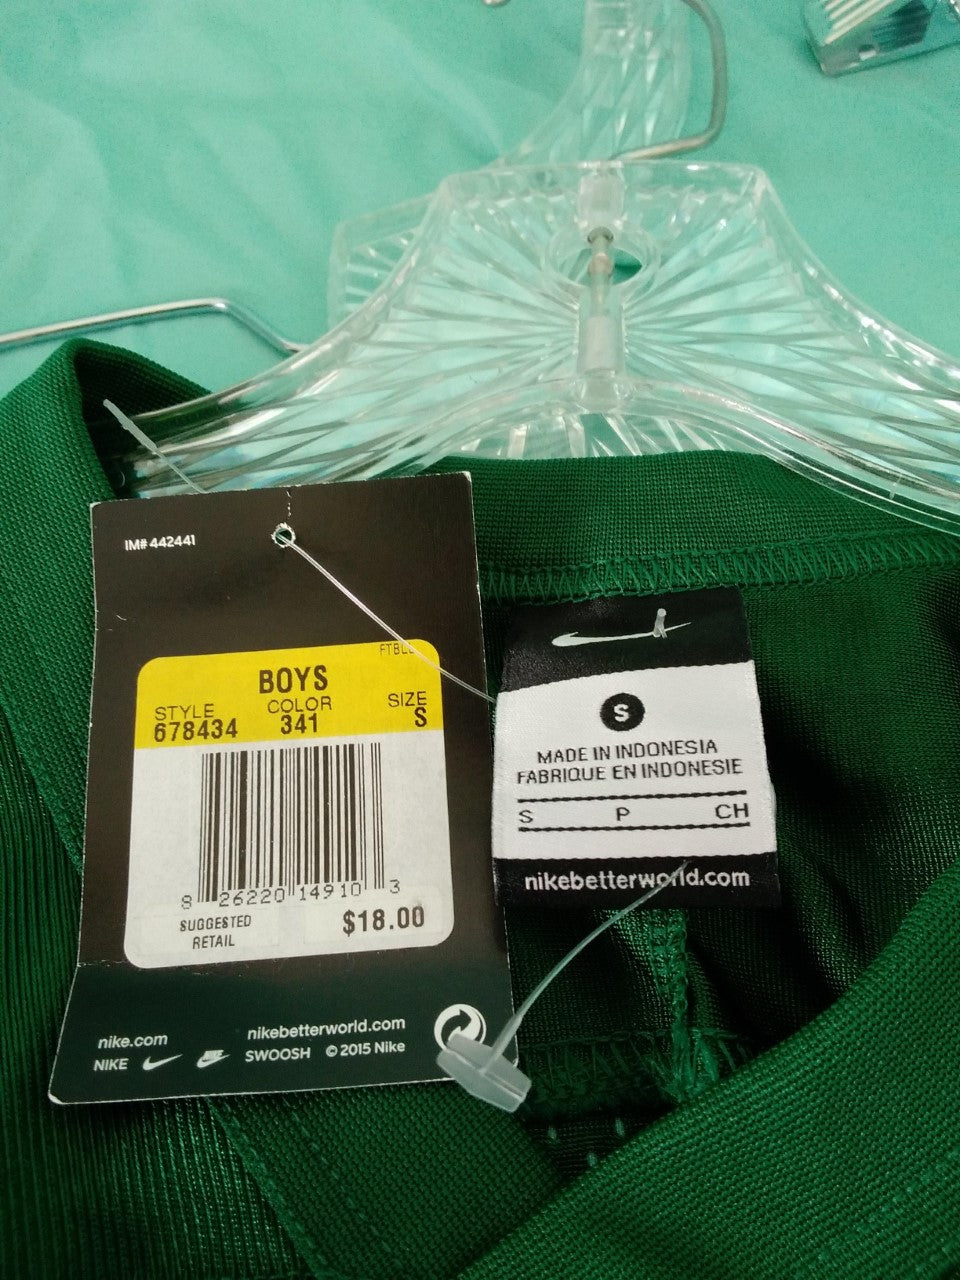 IM# 442441
BOYS
STYLE COLOR SIZE
678434 341 S
8 26220 14910 3
SUGGESTED
RETAIL
$18.00
nike.com nikebetterworld.com
NIKE SWOOSH © 2015 Nike
S
MADE IN INDONESIA
FABRIQUE EN INDONESIE
S P CH
nikebetterworld.com